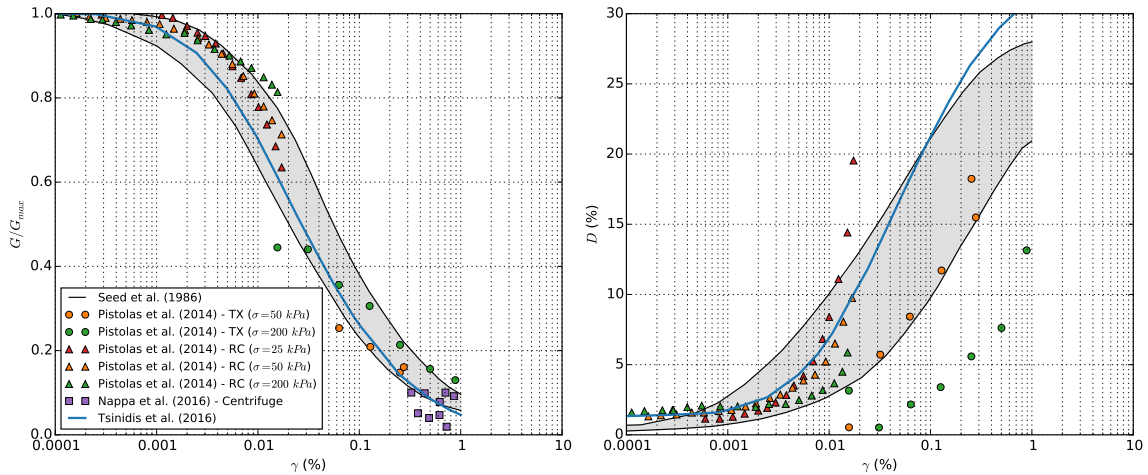 1.0
0.8
0.6
0.4
0.2
0.0
G/G_max
0.0001 0.001 0.01 0.1 1 10
γ (%)
Seed et al. (1986)
Pistolas et al. (2014) - TX (σ=50 kPa)
Pistolas et al. (2014) - TX (σ=200 kPa)
Pistolas et al. (2014) - RC (σ=25 kPa)
Pistolas et al. (2014) - RC (σ=50 kPa)
Pistolas et al. (2014) - RC (σ=200 kPa)
Nappa et al. (2016) - Centrifuge
Tsinidis et al. (2016)
30
25
20
15
10
5
0
D (%)
0.0001 0.001 0.01 0.1 1 10
γ (%)